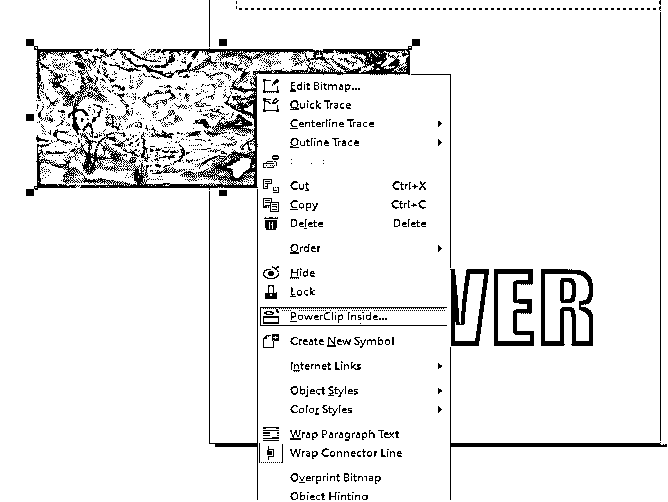 Edit Bitmap...
Quick Trace
Centerline Trace
Outline Trace
Cut Ctrl+X
Copy Ctrl+C
Delete Delete
Order
Hide
Lock
PowerClip Inside...
Create New Symbol
Internet Links
Object Styles
Color Styles
Wrap Paragraph Text
Wrap Connector Line
Overprint Bitmap
Object Hinting
VER